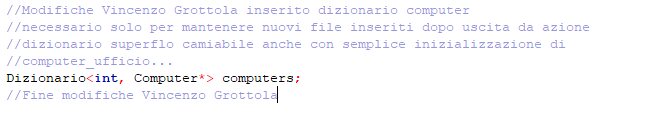 //Modifiche Vincenzo Grottola inserito dizionario computer
//necessario solo per mantenere nuovi file inseriti dopo uscita da azione
//dizionario superflo camiabile anche con semplice inizializzazione di
//computer_ufficio...
Dizionario<int, Computer*> computers;
//Fine modifiche Vincenzo Grottola